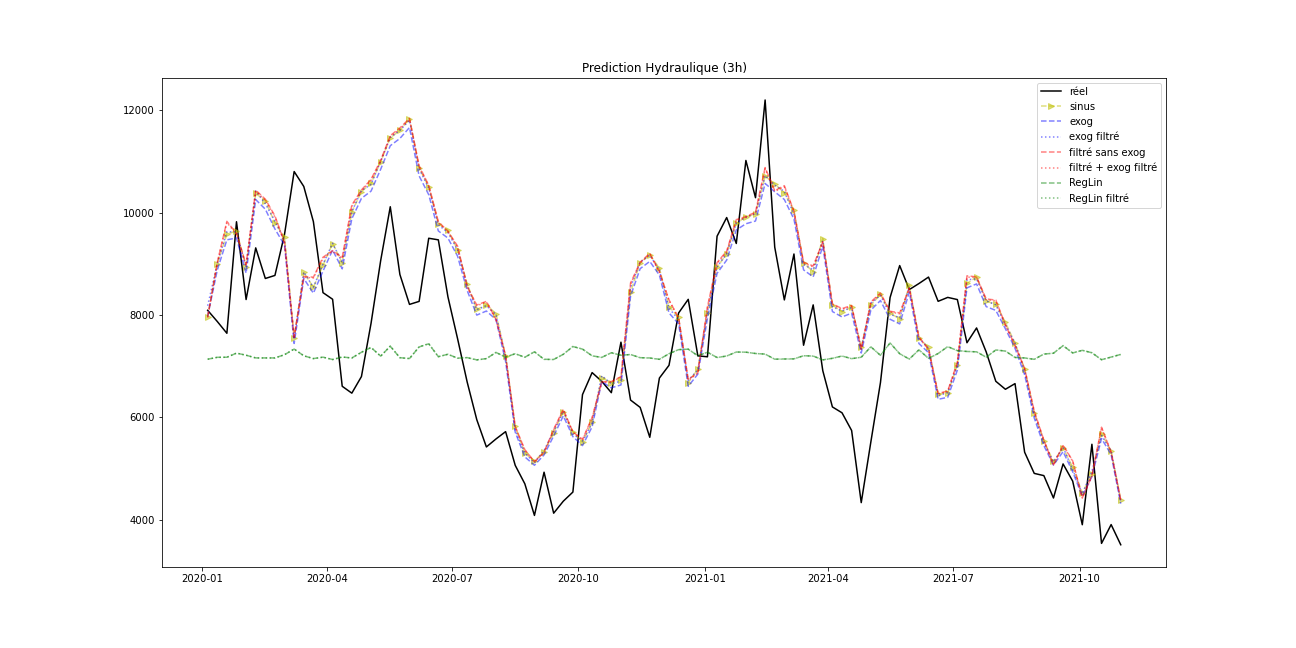 Prediction Hydraulique (3h)
12000
10000
8000
6000
4000
réel
sinus
exog
exog filtré
filtré sans exog
filtré + exog filtré
RegLin
RegLin filtré
2020-01
2020-04
2020-07
2020-10
2021-01
2021-04
2021-07
2021-10